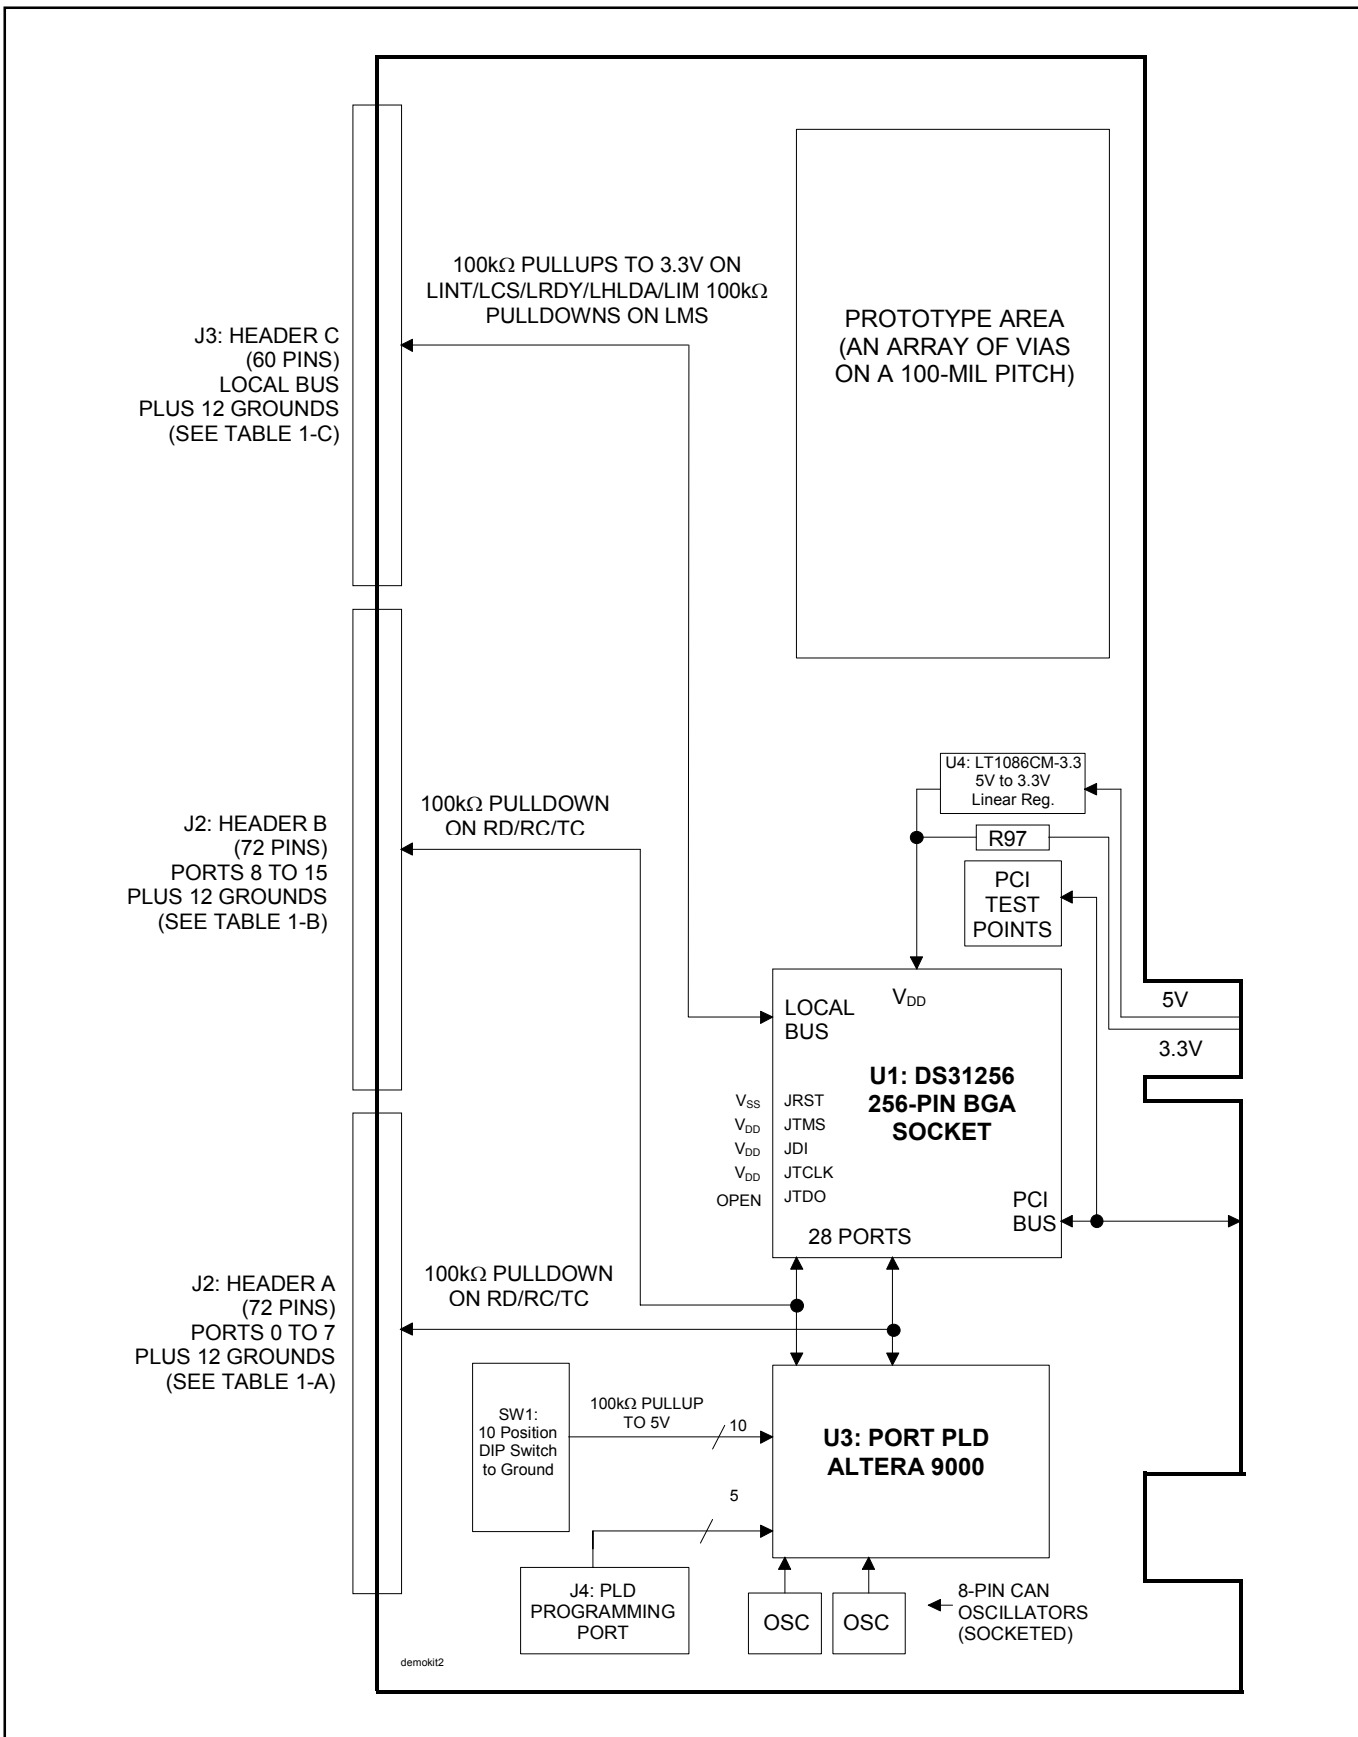 100kΩ PULLUPS TO 3.3V ON
LINT/LCS/LRDY/LHLDA/LIM 100kΩ
PULLDOWNS ON LMS
PROTOTYPE AREA
(AN ARRAY OF VIAS
ON A 100-MIL PITCH)
J3: HEADER C
(60 PINS)
LOCAL BUS
PLUS 12 GROUNDS
(SEE TABLE 1-C)
U4: LT1086CM-3.3
5V to 3.3V
Linear Reg.
R97
PCI
TEST
POINTS
100kΩ PULLDOWN
ON RD/RC/TC
J2: HEADER B
(72 PINS)
PORTS 8 TO 15
PLUS 12 GROUNDS
(SEE TABLE 1-B)
5V
3.3V
VDD
LOCAL
BUS
U1: DS31256
256-PIN BGA
SOCKET
VSS JRST
VDD JTMS
VDD JDI
VDD JTCLK
OPEN JTDO
PCI
BUS
28 PORTS
100kΩ PULLDOWN
ON RD/RC/TC
J2: HEADER A
(72 PINS)
PORTS 0 TO 7
PLUS 12 GROUNDS
(SEE TABLE 1-A)
SW1:
10 Position
DIP Switch
to Ground
100kΩ PULLUP
TO 5V
10
U3: PORT PLD
ALTERA 9000
5
J4: PLD
PROGRAMMING
PORT
OSC
OSC
8-PIN CAN
OSCILLATORS
(SOCKETED)
demokit2